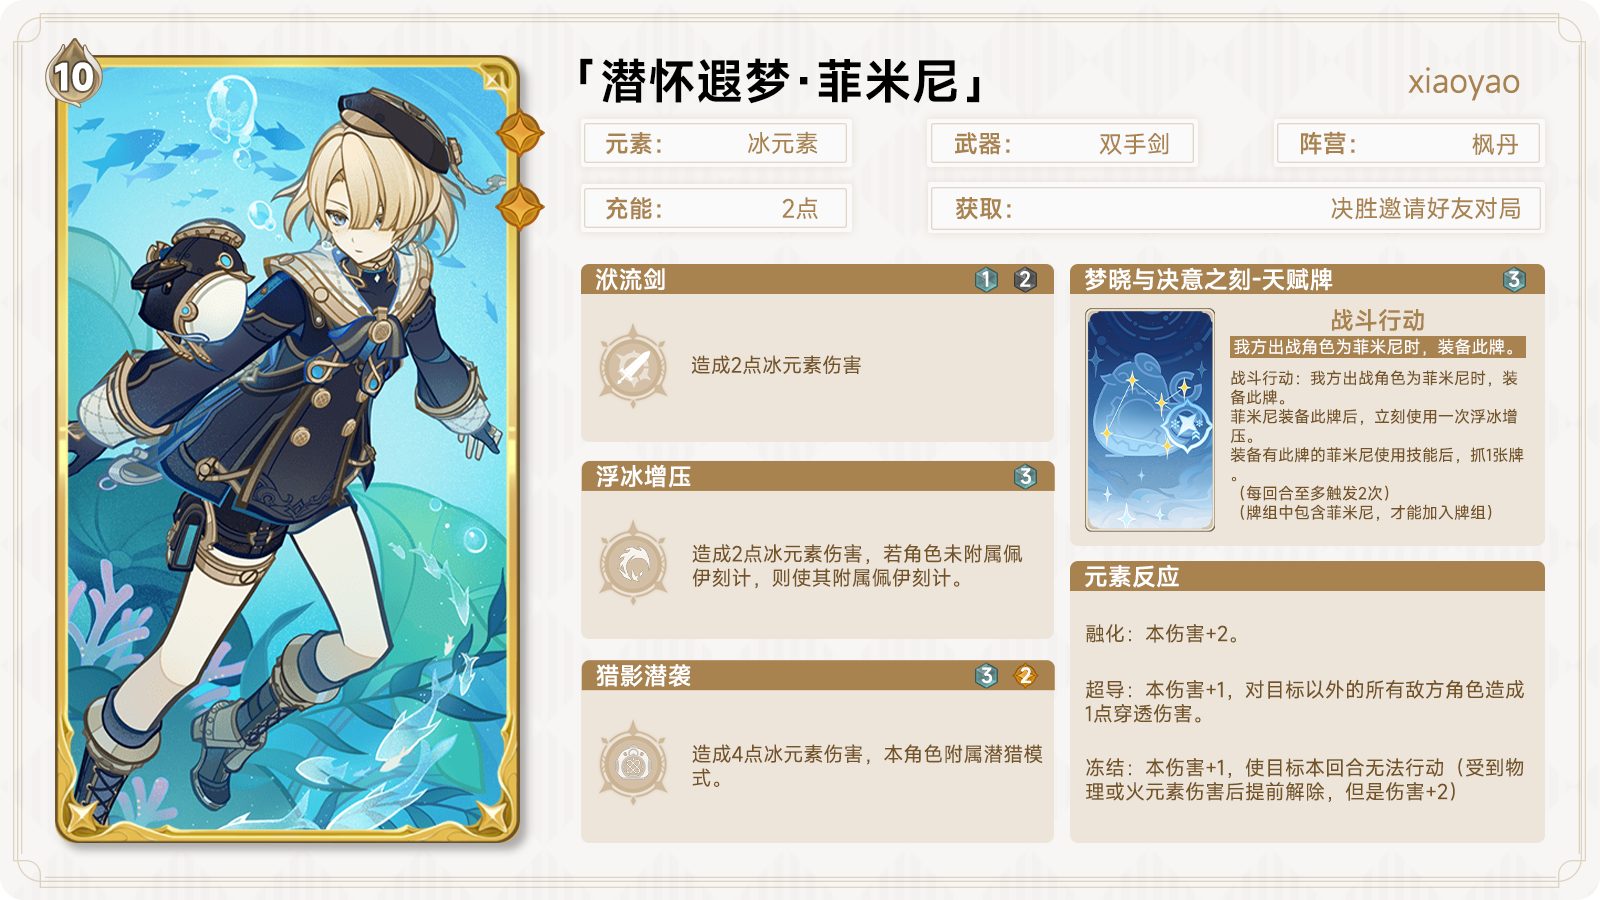 10
「潜怀遐梦·菲米尼」
xiaoyao
元素： 冰元素
武器： 双手剑
阵营： 枫丹
充能： 2点
获取： 决胜邀请好友对局
洑流剑 1 2
造成2点冰元素伤害
浮冰增压 3
造成2点冰元素伤害，若角色未附属佩
伊刻计，则使其附属佩伊刻计。
猎影潜袭 3 2
造成4点冰元素伤害，本角色附属潜猎模
式。
梦晓与决意之刻-天赋牌 3
战斗行动
我方出战角色为菲米尼时，装备此牌。
战斗行动：我方出战角色为菲米尼时，装
备此牌。
菲米尼装备此牌后，立刻使用一次浮冰增
压。
装备有此牌的菲米尼使用技能后，抓1张牌
。
（每回合至多触发2次）
（牌组中包含菲米尼，才能加入牌组）
元素反应
融化：本伤害+2。
超导：本伤害+1，对目标以外的所有敌方角色造成
1点穿透伤害。
冻结：本伤害+1，使目标本回合无法行动（受到物
理或火元素伤害后提前解除，但是伤害+2）